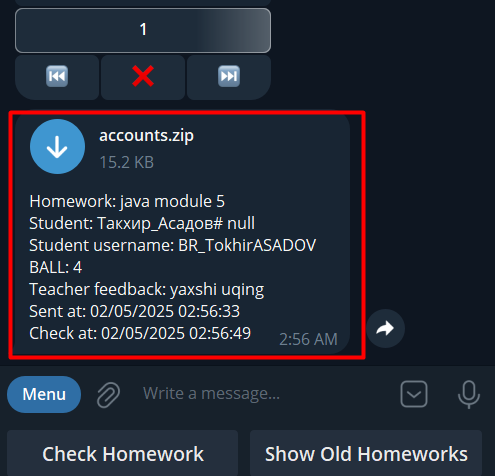 1
accounts.zip
15.2 KB
Homework: java module 5
Student: Такхир_Асадов# null
Student username: BR_TokhirASADOV
BALL: 4
Teacher feedback: yaxshi uqing
Sent at: 02/05/2025 02:56:33
Check at: 02/05/2025 02:56:49
2:56 AM
Menu
Write a message...
Check Homework
Show Old Homeworks